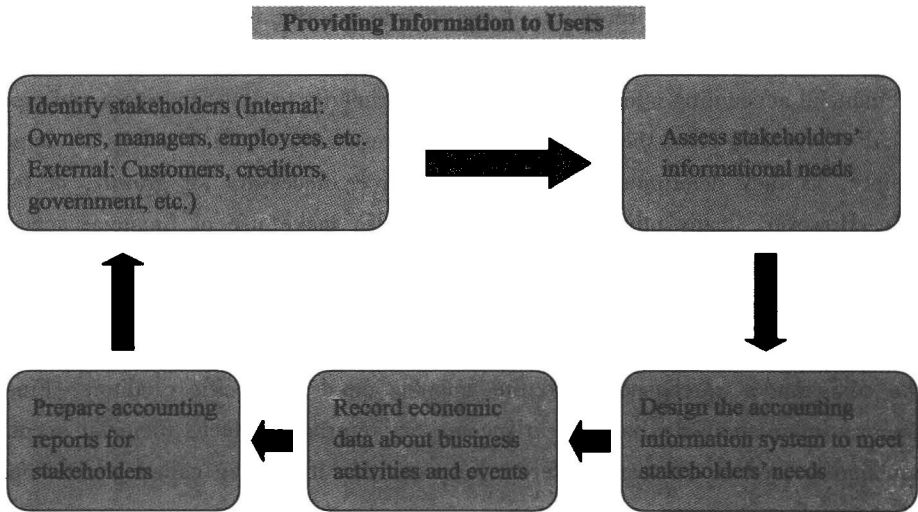 Providing Information to Users
Identify stakeholders (Internal:
Owners, managers, employees, etc.
External: Customers, creditors,
government, etc.)
Assess stakeholders’
informational needs
Design the accounting
information system to meet
stakeholders’ needs
Record economic
data about business
activities and events
Prepare accounting
reports for
stakeholders